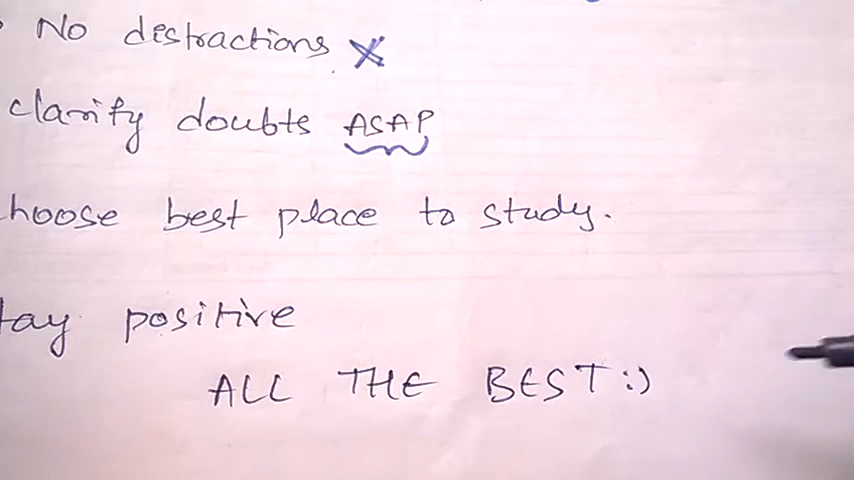 No distractions X
clarify doubts ASAP
hoose best place to study.
tay positive
ALL THE BEST :)